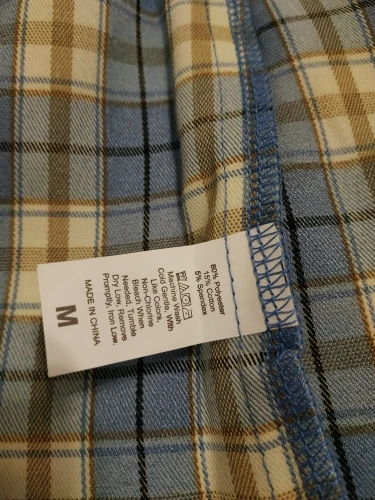 80% Polyester
15% Cotton
5% Spandex
Machine Wash
Cold Gentle, With
Like Colors,
Non-Chlorine
Bleach When
Needed, Tumble
Dry Low, Remove
Promptly, Iron Low.
MADE IN CHINA
M